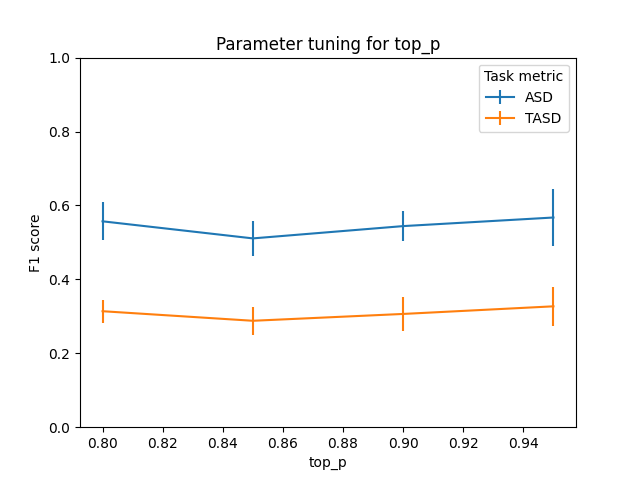 Parameter tuning for top_p
Task metric
ASD
TASD
F1 score
1.0
0.8
0.6
0.4
0.2
0.0
0.80 0.82 0.84 0.86 0.88 0.90 0.92 0.94
top_p